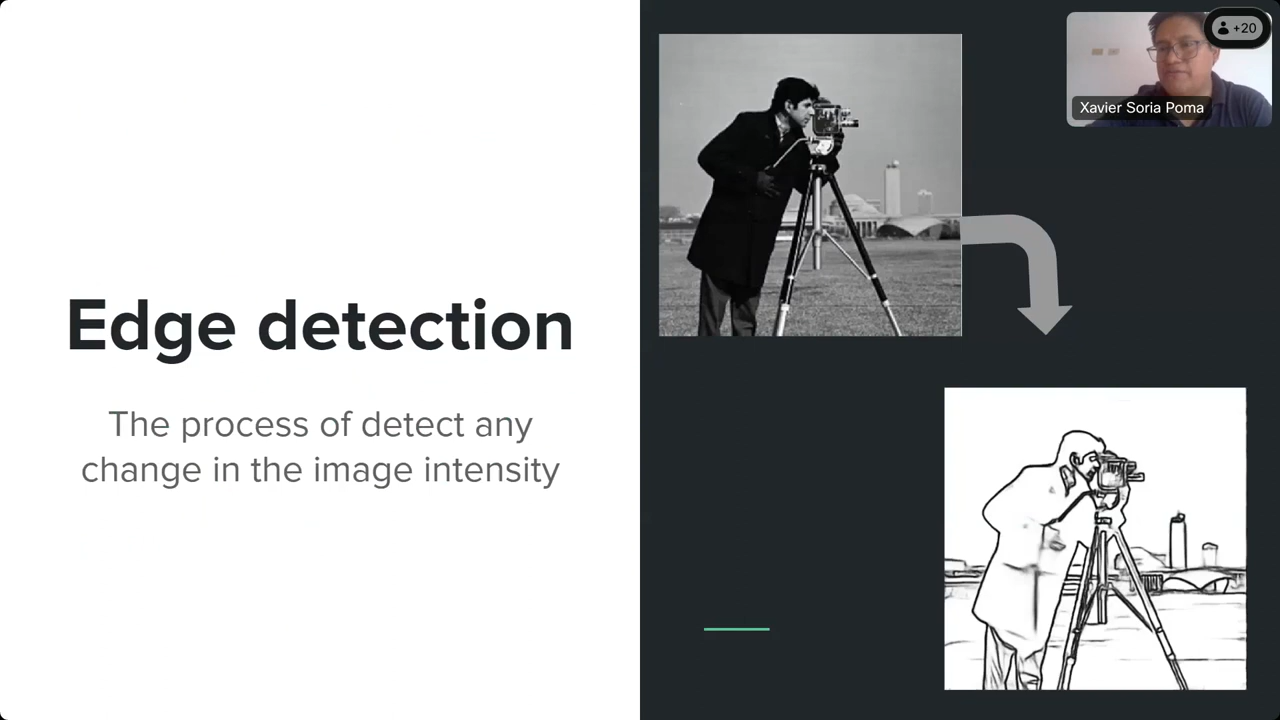 Edge detection
The process of detect any
change in the image intensity
+20
Xavier Soria Poma